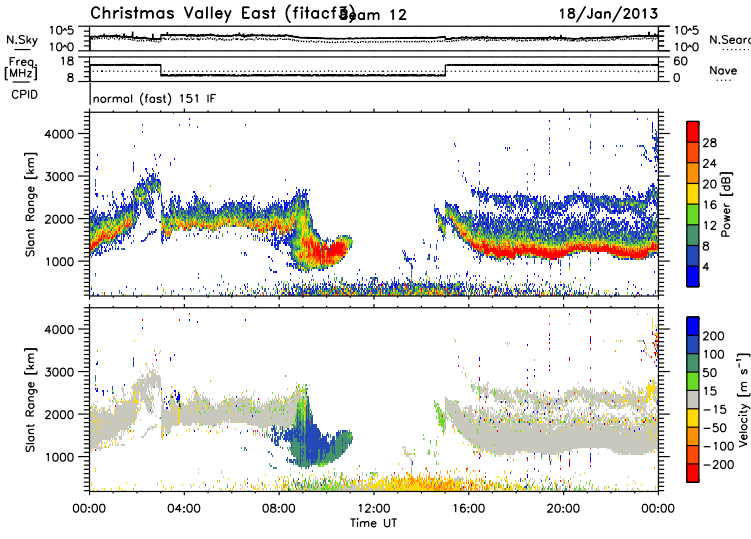 Christmas Valley East (fitacf3) Beam 12 18/Jan/2013
N.Sky 10^5 10^0 10^5 10^0 N.Sear
Freq. [MHz] 18 8 60 0 Nave
CPID normal (fast) 151 IF
Slant Range [km] 4000 3000 2000 1000
28 24 20 16 12 8 4 Power [dB]
Slant Range [km] 4000 3000 2000 1000
200 100 50 15 -15 -50 -100 -200 Velocity [m s⁻¹]
00:00 04:00 08:00 12:00 16:00 20:00 00:00
Time UT